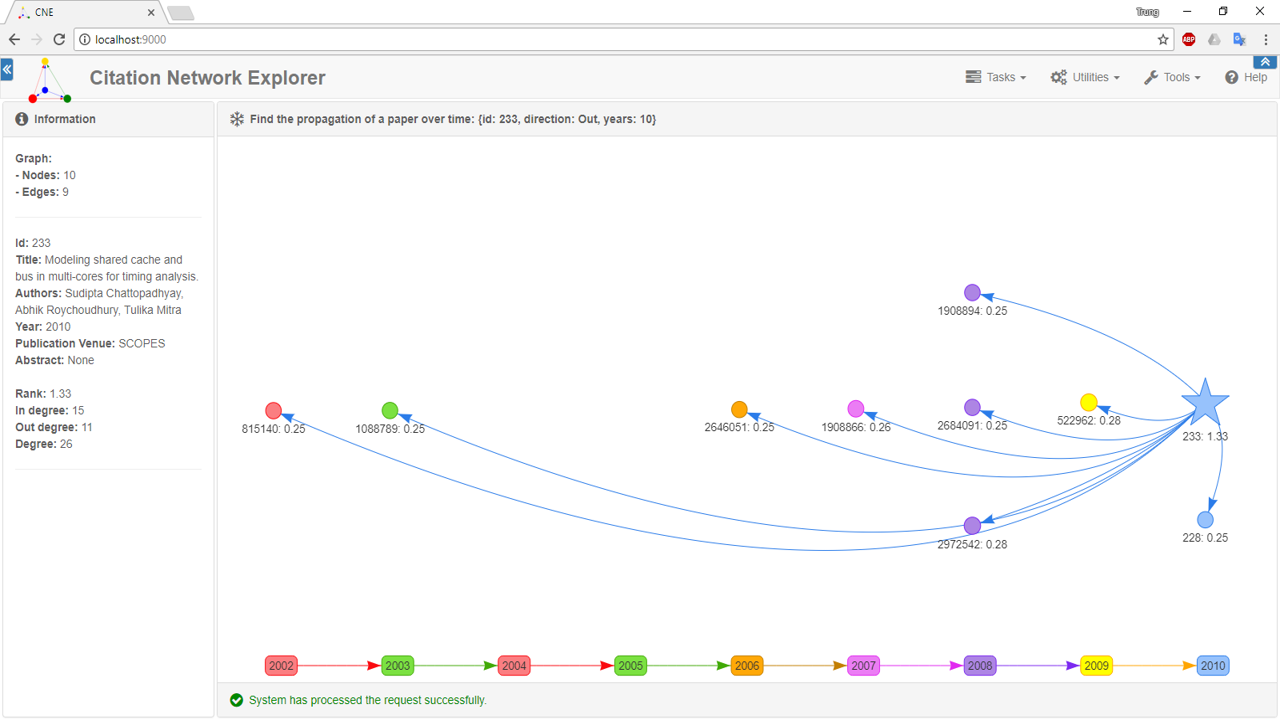 CNE
Trung
localhost:9000
ABP
Citation Network Explorer
Tasks
Utilities
Tools
Help
Information
Find the propagation of a paper over time: {id: 233, direction: Out, years: 10}
Graph:
- Nodes: 10
- Edges: 9
Id: 233
Title: Modeling shared cache and
bus in multi-cores for timing analysis.
Authors: Sudipta Chattopadhyay,
Abhik Roychoudhury, Tulika Mitra
Year: 2010
Publication Venue: SCOPES
Abstract: None
Rank: 1.33
In degree: 15
Out degree: 11
Degree: 26
1908894: 0.25
815140: 0.25
1088789: 0.25
2646051: 0.25
1908866: 0.26
2684091: 0.25
522962: 0.28
233: 1.33
2972542: 0.28
228: 0.25
2002
2003
2004
2005
2006
2007
2008
2009
2010
System has processed the request successfully.